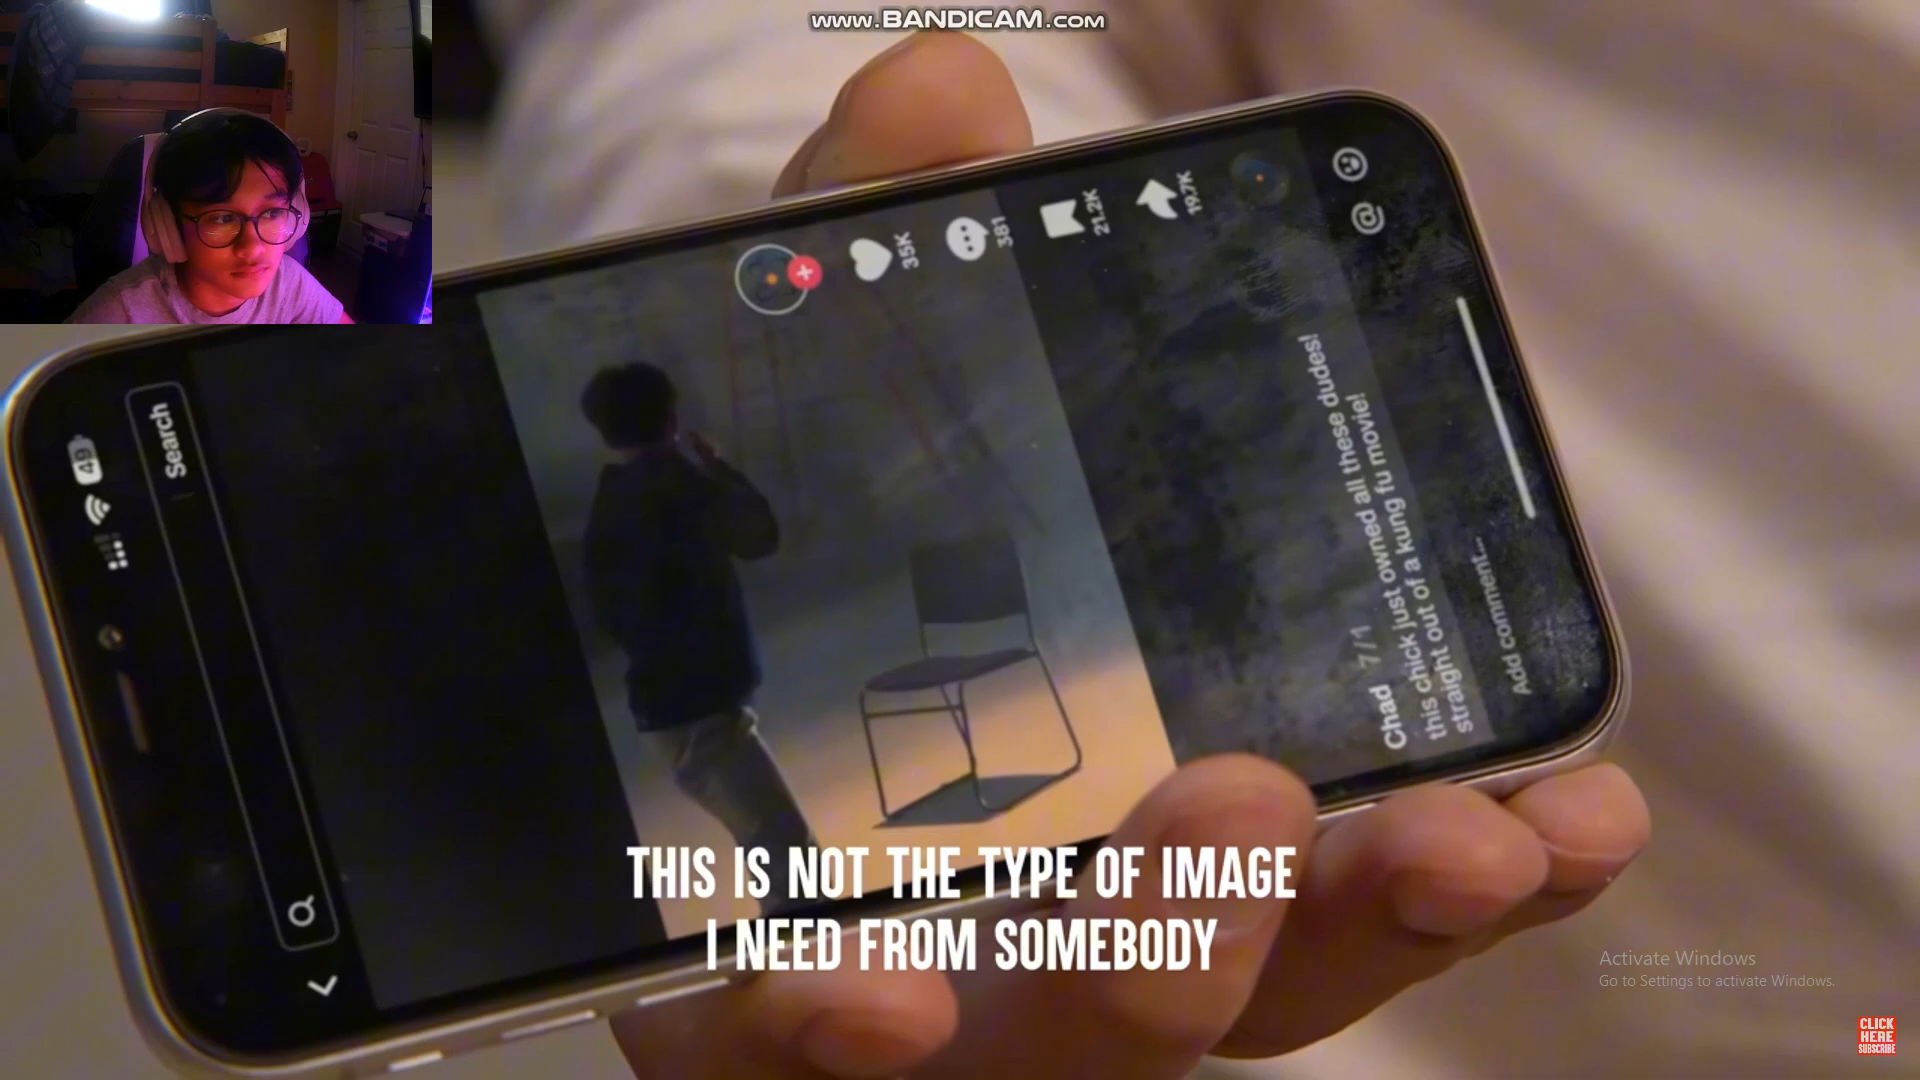 www.BANDICAM.com
49
Search
35K
381
21.2K
19.7K
@
Chad 7/1
this chick just owned all these dudes!
straight out of a kung fu movie!
Add comment...
THIS IS NOT THE TYPE OF IMAGE
I NEED FROM SOMEBODY
Activate Windows
Go to Settings to activate Windows.
CLICK
HERE
SUBSCRIBE